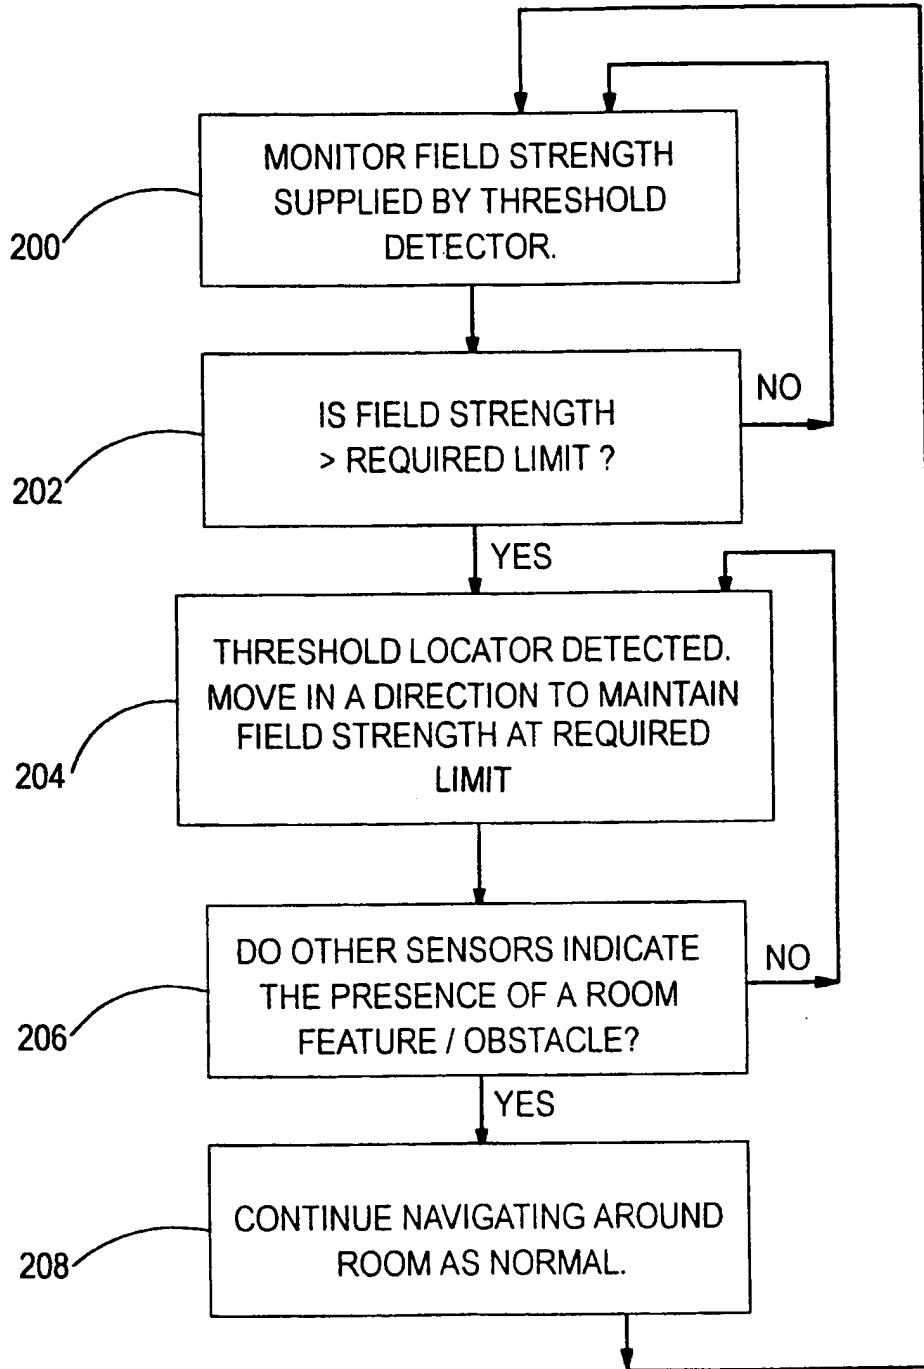 MONITOR FIELD STRENGTH
SUPPLIED BY THRESHOLD
DETECTOR.
200
IS FIELD STRENGTH
> REQUIRED LIMIT ?
NO
202
YES
THRESHOLD LOCATOR DETECTED.
MOVE IN A DIRECTION TO MAINTAIN
FIELD STRENGTH AT REQUIRED
LIMIT
204
DO OTHER SENSORS INDICATE
THE PRESENCE OF A ROOM
FEATURE / OBSTACLE?
NO
206
YES
CONTINUE NAVIGATING AROUND
ROOM AS NORMAL.
208